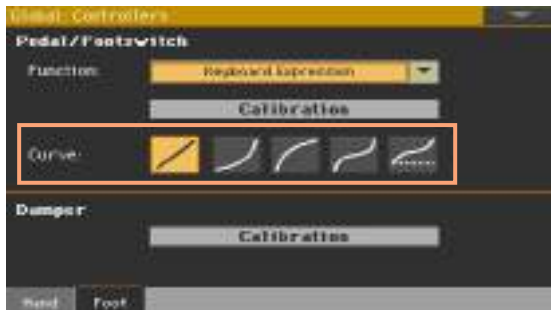 Global: Controllers
Pedal/Footswitch
Function:
Keyboard Expression
Calibration
Curve:
Damper
Calibration
Hand
Foot